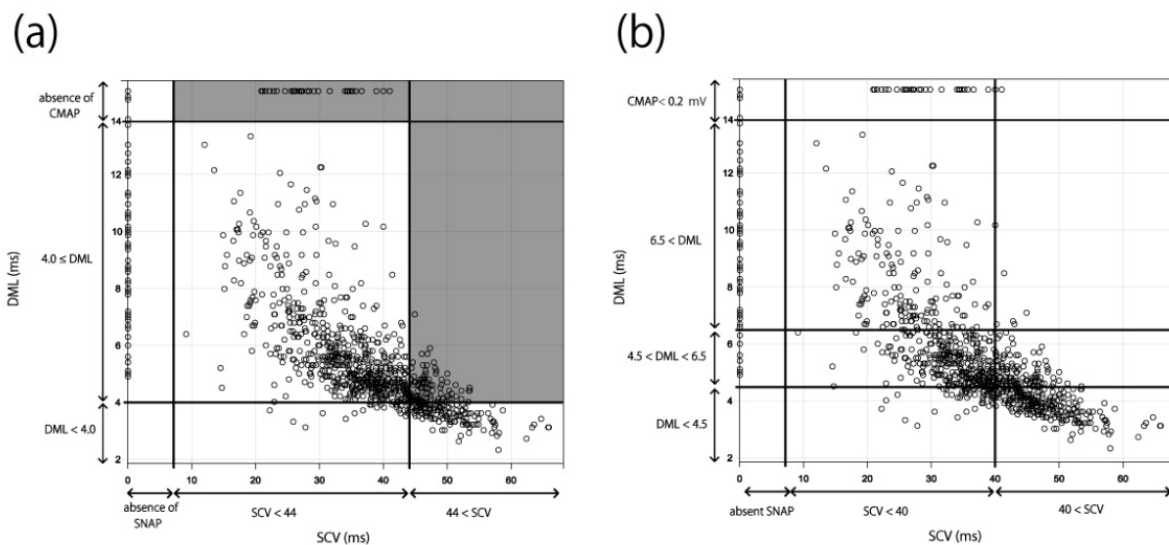 (a)
absence of
CMAP
14
12
10
4.0 ≤ DML
8
6
4
DML < 4.0
2
DML (ms)
0
10
20
30
40
50
60
absence of
SNAP
SCV < 44
44 < SCV
SCV (ms)
(b)
CMAP< 0.2 mV
14
12
10
6.5 < DML
8
6
4.5 < DML < 6.5
4
DML < 4.5
2
DML (ms)
0
10
20
30
40
50
60
absent SNAP
SCV < 40
40 < SCV
SCV (ms)